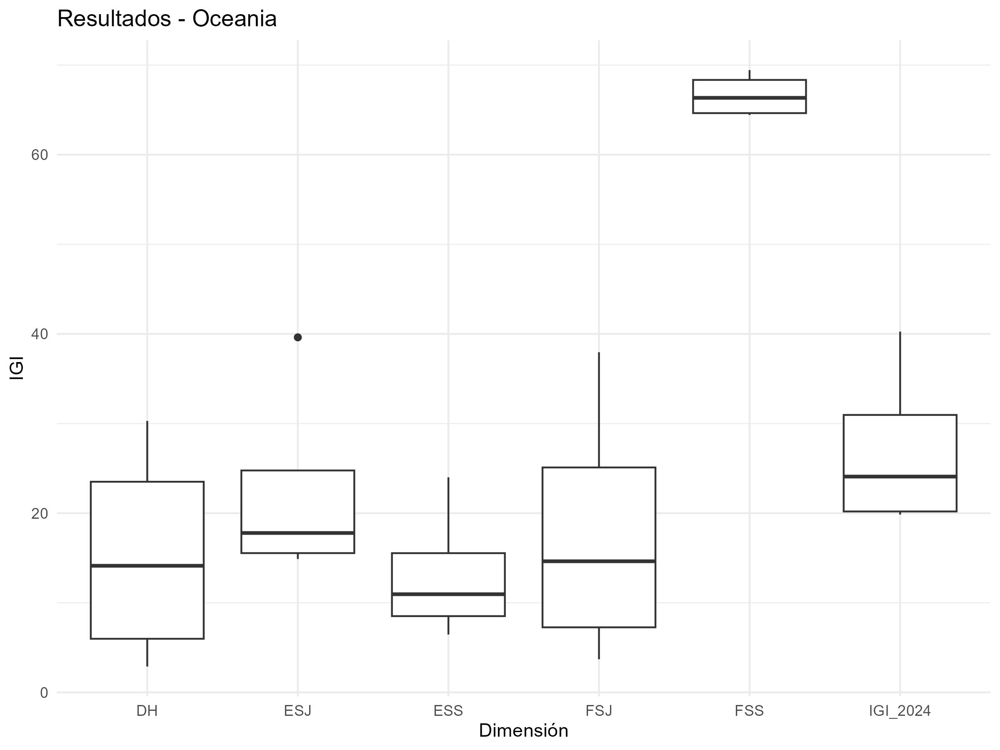 Resultados - Oceania
60
40
20
0
IGI
DH ESJ ESS FSJ FSS IGI_2024
Dimensión